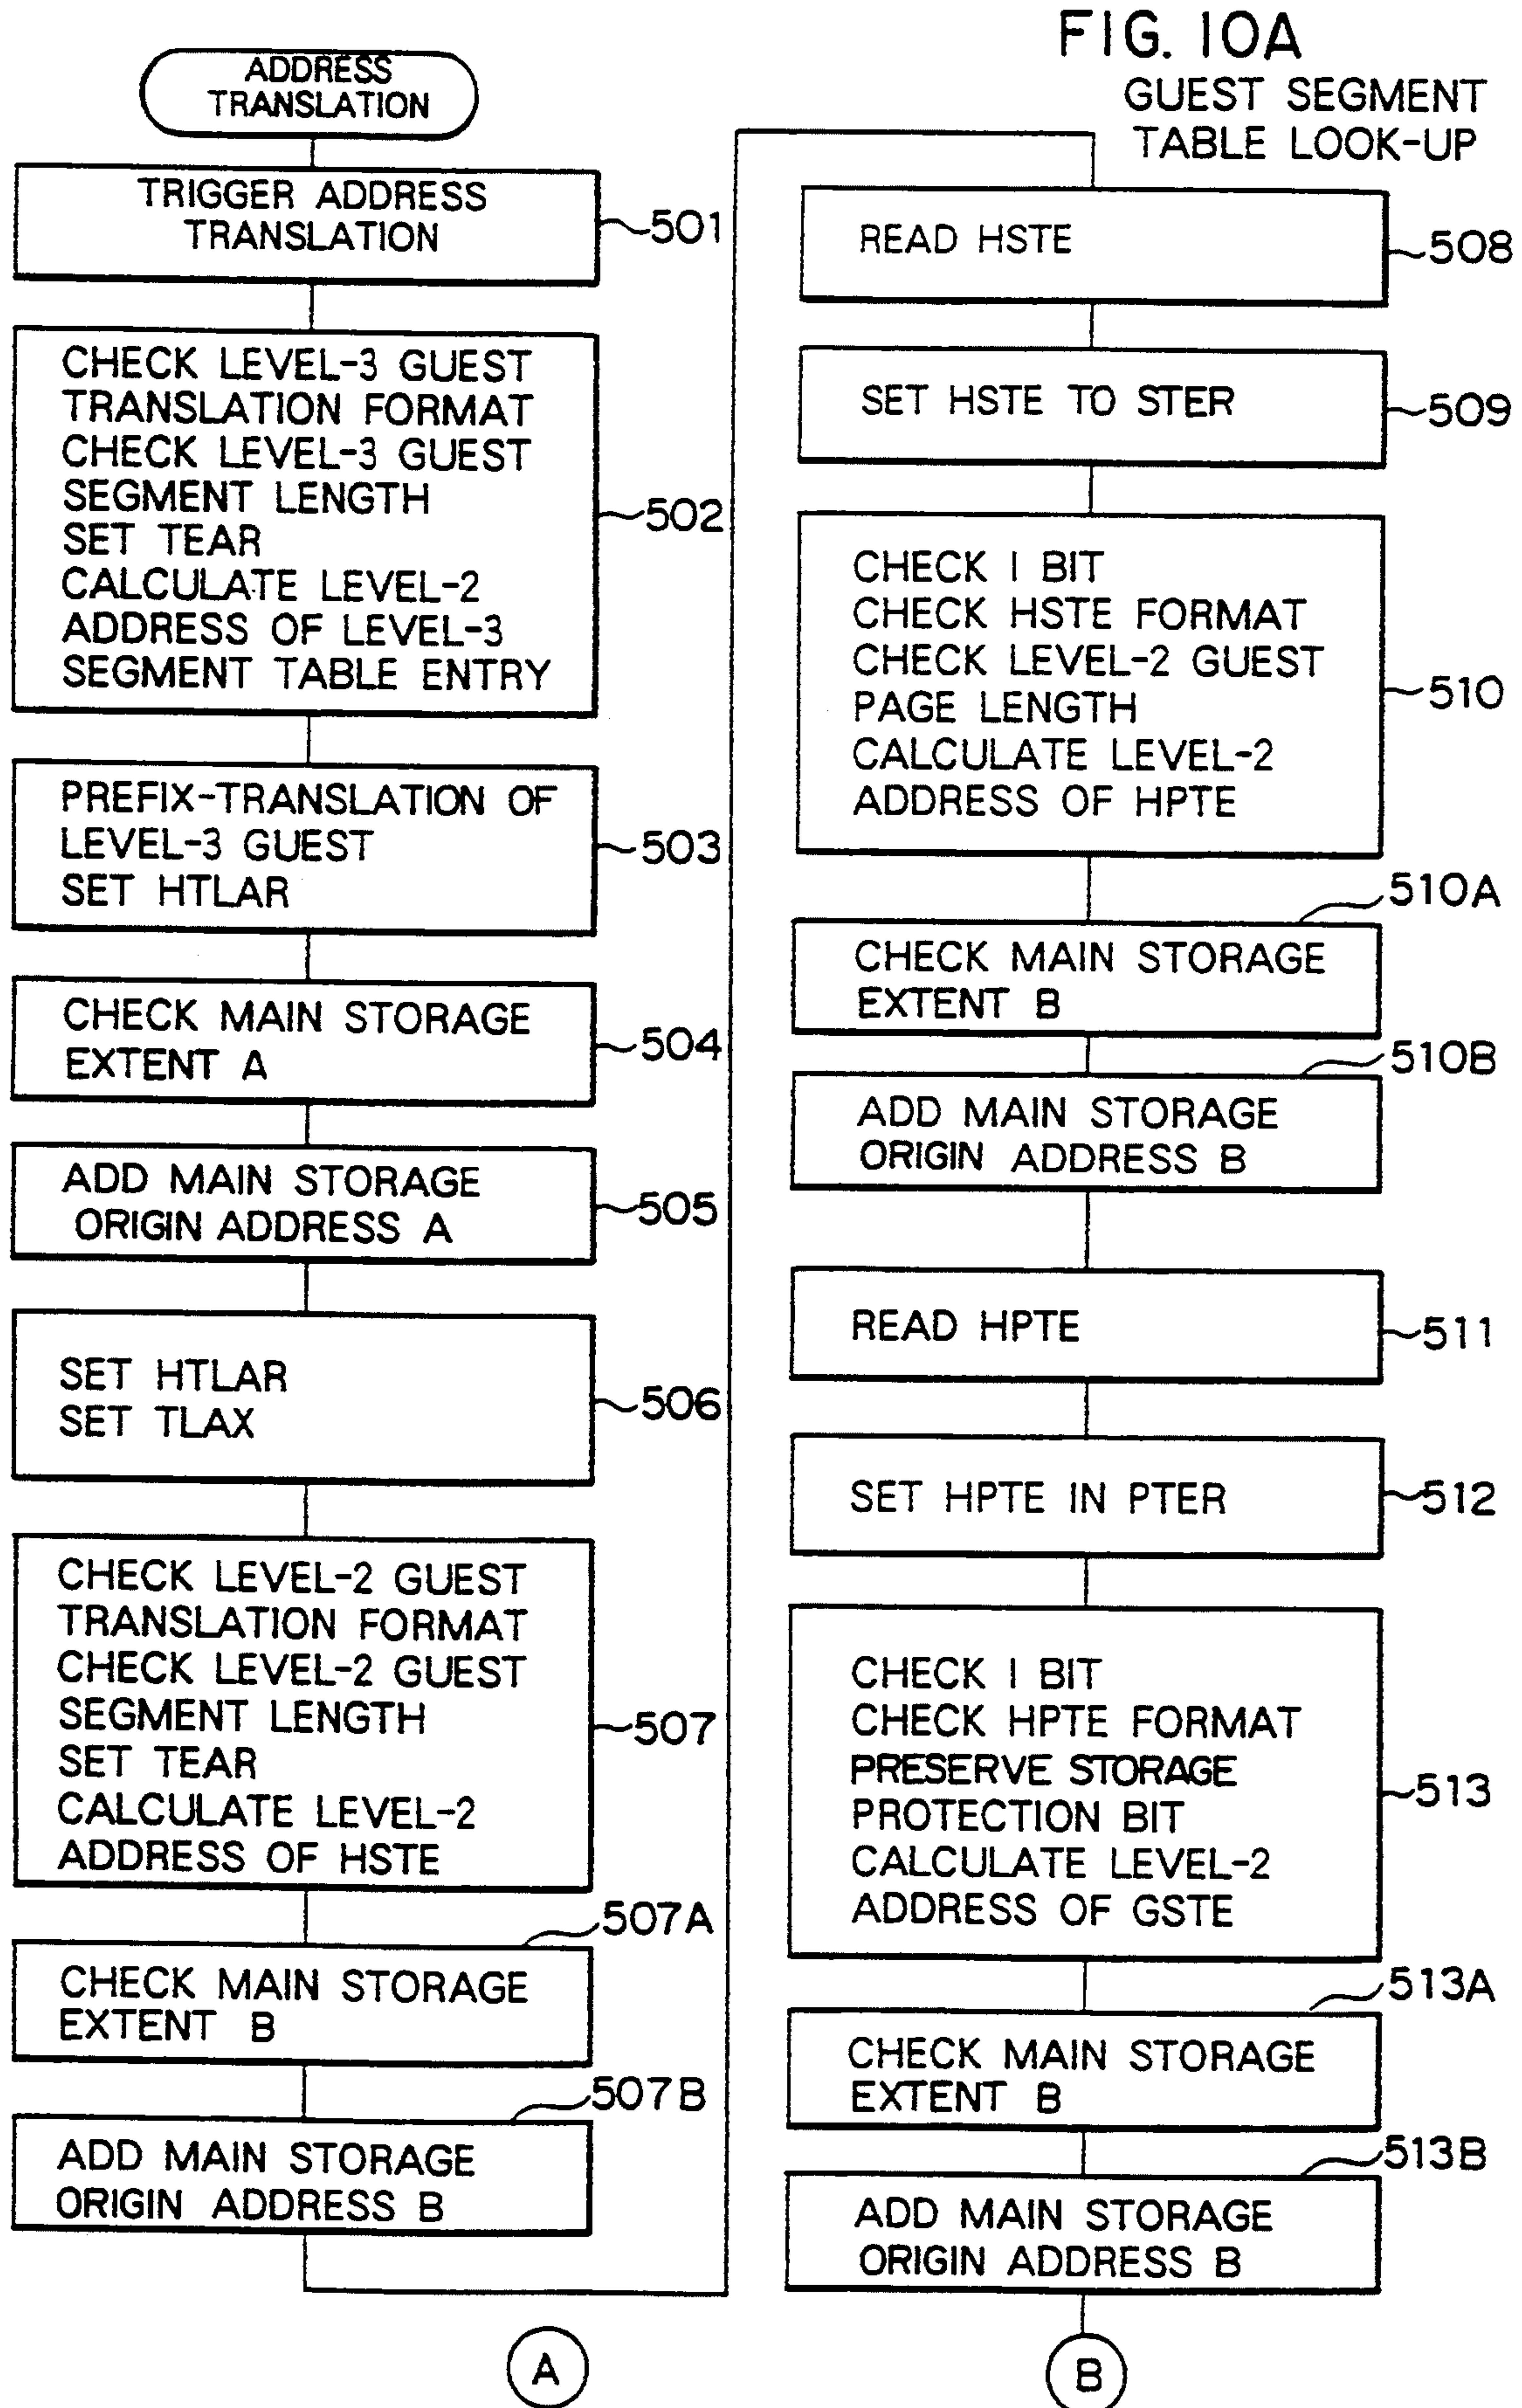 FIG. 10A
GUEST SEGMENT
TABLE LOOK-UP
ADDRESS
TRANSLATION
TRIGGER ADDRESS
TRANSLATION
501
CHECK LEVEL-3 GUEST
TRANSLATION FORMAT
CHECK LEVEL-3 GUEST
SEGMENT LENGTH
SET TEAR
CALCULATE LEVEL-2
ADDRESS OF LEVEL-3
SEGMENT TABLE ENTRY
502
PREFIX-TRANSLATION OF
LEVEL-3 GUEST
SET HTLAR
503
CHECK MAIN STORAGE
EXTENT A
504
ADD MAIN STORAGE
ORIGIN ADDRESS A
505
SET HTLAR
SET TLAX
506
CHECK LEVEL-2 GUEST
TRANSLATION FORMAT
CHECK LEVEL-2 GUEST
SEGMENT LENGTH
SET TEAR
CALCULATE LEVEL-2
ADDRESS OF HSTE
507
507A
CHECK MAIN STORAGE
EXTENT B
507B
ADD MAIN STORAGE
ORIGIN ADDRESS B
A
READ HSTE
508
SET HSTE TO STER
509
CHECK I BIT
CHECK HSTE FORMAT
CHECK LEVEL-2 GUEST
PAGE LENGTH
CALCULATE LEVEL-2
ADDRESS OF HPTE
510
510A
CHECK MAIN STORAGE
EXTENT B
510B
ADD MAIN STORAGE
ORIGIN ADDRESS B
READ HPTE
511
SET HPTE IN PTER
512
CHECK I BIT
CHECK HPTE FORMAT
PRESERVE STORAGE
PROTECTION BIT
CALCULATE LEVEL-2
ADDRESS OF GSTE
513
513A
CHECK MAIN STORAGE
EXTENT B
513B
ADD MAIN STORAGE
ORIGIN ADDRESS B
B